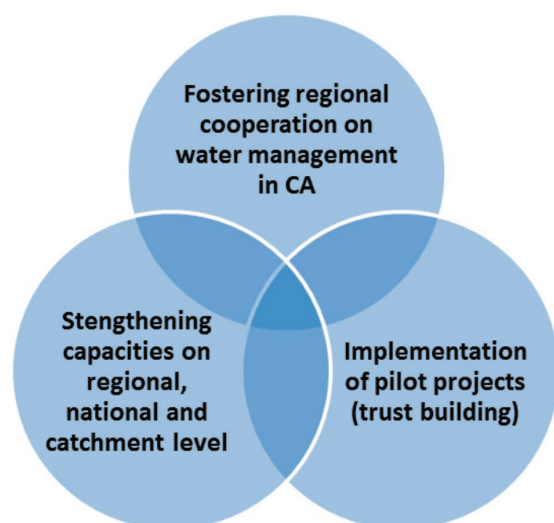 Fostering regional
cooperation on
water management
in CA
Stengthening
capacities on
regional,
national and
catchment level
Implementation
of pilot projects
(trust building)